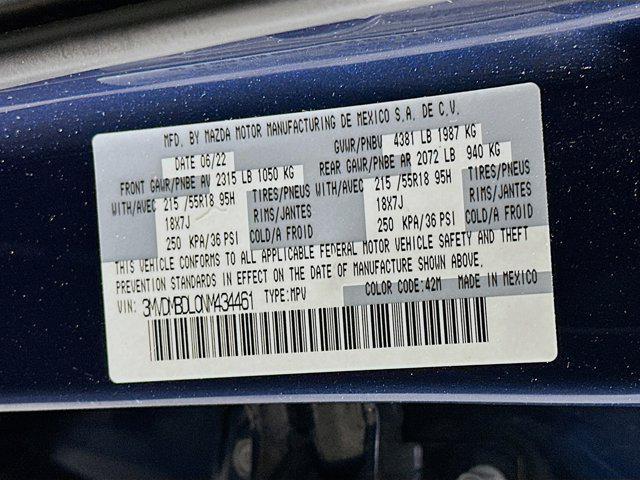 MFD. BY MAZDA MOTOR MANUFACTURING DE MEXICO S.A. DE C.V.
DATE 06/22 GVWR/PNBV 4381 LB 1987 KG
FRONT GAWR/PNBE AV 2315 LB 1050 KG REAR GAWR/PNBE AR 2072 LB 940 KG
WITH/AVEC 215 /55R18 95H TIRES/PNEUS WITH/AVEC 215 /55R18 95H TIRES/PNEUS
18X7J RIMS/JANTES 18X7J RIMS/JANTES
250 KPA/36 PSI COLD/A FROID 250 KPA/36 PSI COLD/A FROID
THIS VEHICLE CONFORMS TO ALL APPLICABLE FEDERAL MOTOR VEHICLE SAFETY AND THEFT
PREVENTION STANDARDS IN EFFECT ON THE DATE OF MANUFACTURE SHOWN ABOVE.
VIN: 3MVDMBDL0NM434461 TYPE:MPV COLOR CODE:42M MADE IN MEXICO